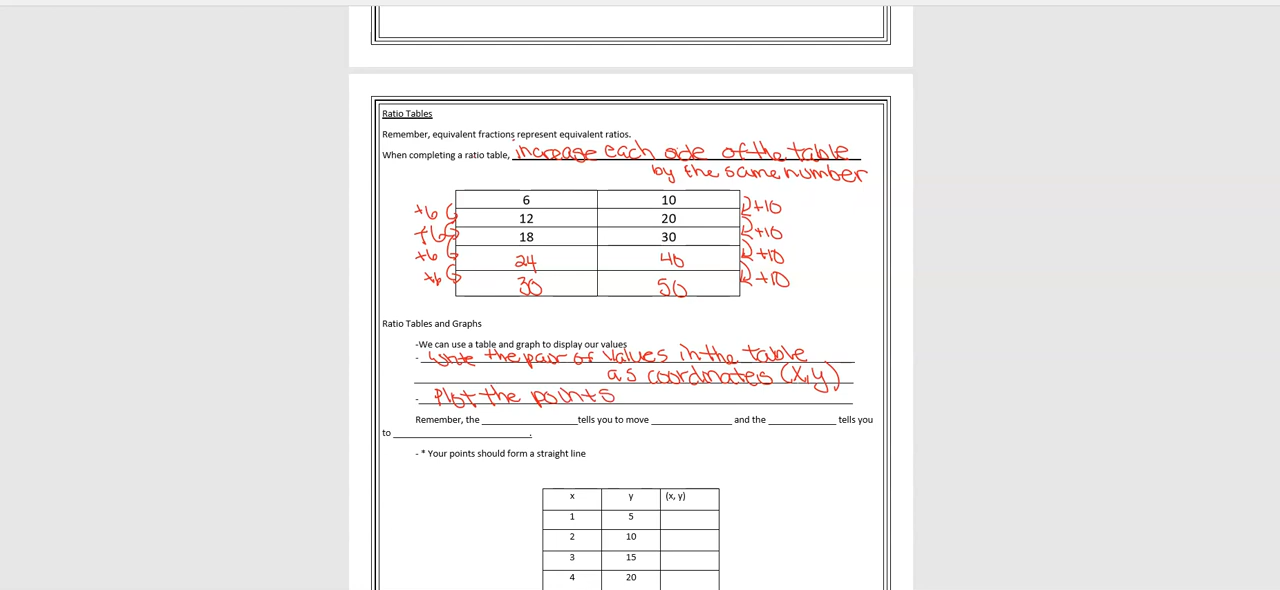 Ratio Tables
Remember, equivalent fractions represent equivalent ratios.
When completing a ratio table, increase each side of the table
by the same number
6 10
+6 +10
12 20
+6 +10
18 30
+6 +10
24 40
+6 +10
30 50
Ratio Tables and Graphs
-We can use a table and graph to display our values
- Write the pair of values in the table
as coordinates (x,y)
- Plot the points
Remember, the ____________ tells you to move ____________ and the ____________ tells you
to ____________.
- * Your points should form a straight line
x y (x, y)
1 5
2 10
3 15
4 20